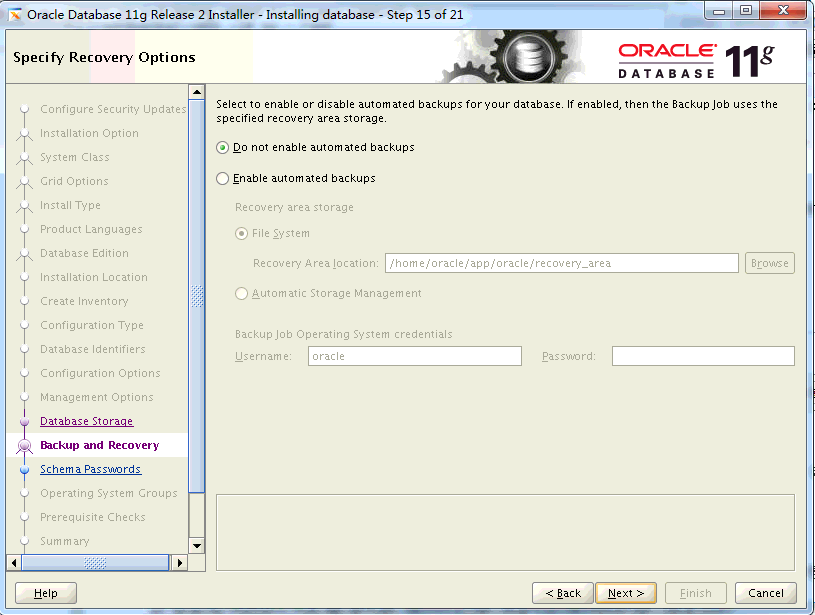 Oracle Database 11g Release 2 Installer - Installing database - Step 15 of 21
Specify Recovery Options
ORACLE
DATABASE
11g
Configure Security Updates
Installation Option
System Class
Grid Options
Install Type
Product Languages
Database Edition
Installation Location
Create Inventory
Configuration Type
Database Identifiers
Configuration Options
Management Options
Database Storage
Backup and Recovery
Schema Passwords
Operating System Groups
Prerequisite Checks
Summary
Select to enable or disable automated backups for your database. If enabled, then the Backup Job uses the
specified recovery area storage.
Do not enable automated backups
Enable automated backups
Recovery area storage
File System
Recovery Area location: /home/oracle/app/oracle/recovery_area Browse
Automatic Storage Management
Backup Job Operating System credentials
Username: oracle Password:
Help < Back Next > Finish Cancel